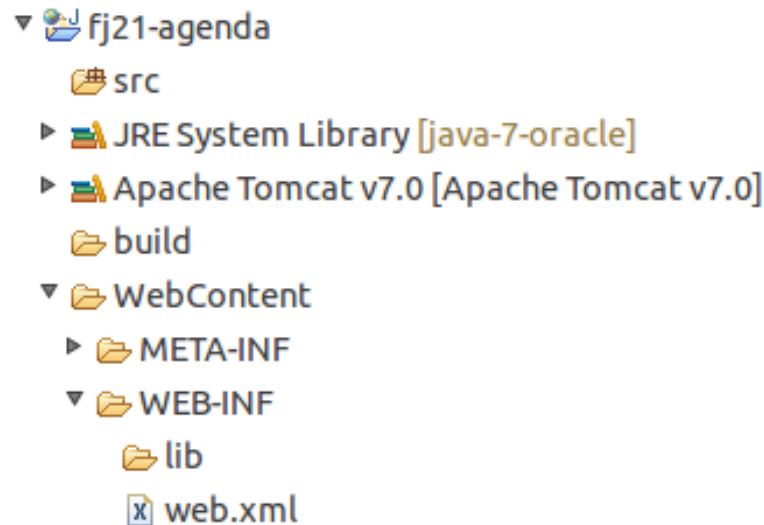 fj21-agenda
src
JRE System Library [java-7-oracle]
Apache Tomcat v7.0 [Apache Tomcat v7.0]
build
WebContent
META-INF
WEB-INF
lib
web.xml